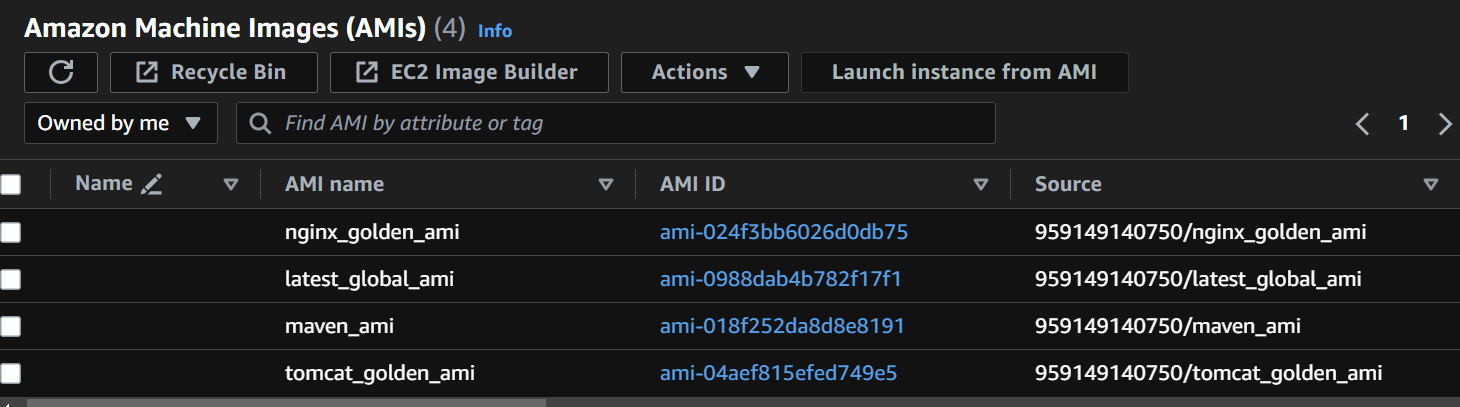 Amazon Machine Images (AMIs) (4) Info
Recycle Bin EC2 Image Builder Actions Launch instance from AMI
Owned by me Find AMI by attribute or tag 1
Name AMI name AMI ID Source
nginx_golden_ami ami-024f3bb6026d0db75 959149140750/nginx_golden_ami
latest_global_ami ami-0988dab4b782f17f1 959149140750/latest_global_ami
maven_ami ami-018f252da8d8e8191 959149140750/maven_ami
tomcat_golden_ami ami-04aef815efed749e5 959149140750/tomcat_golden_ami